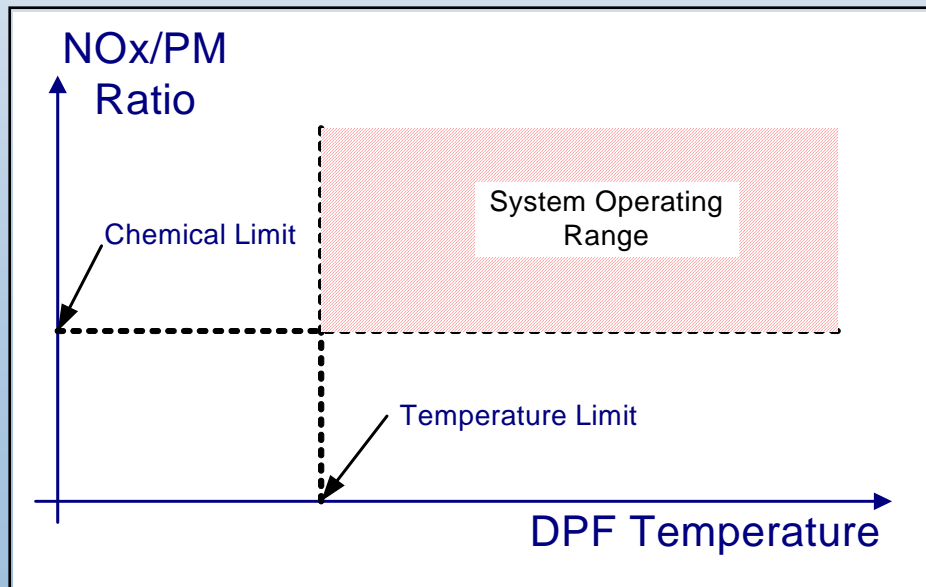 NOx/PM
Ratio
System Operating
Range
Chemical Limit
Temperature Limit
DPF Temperature